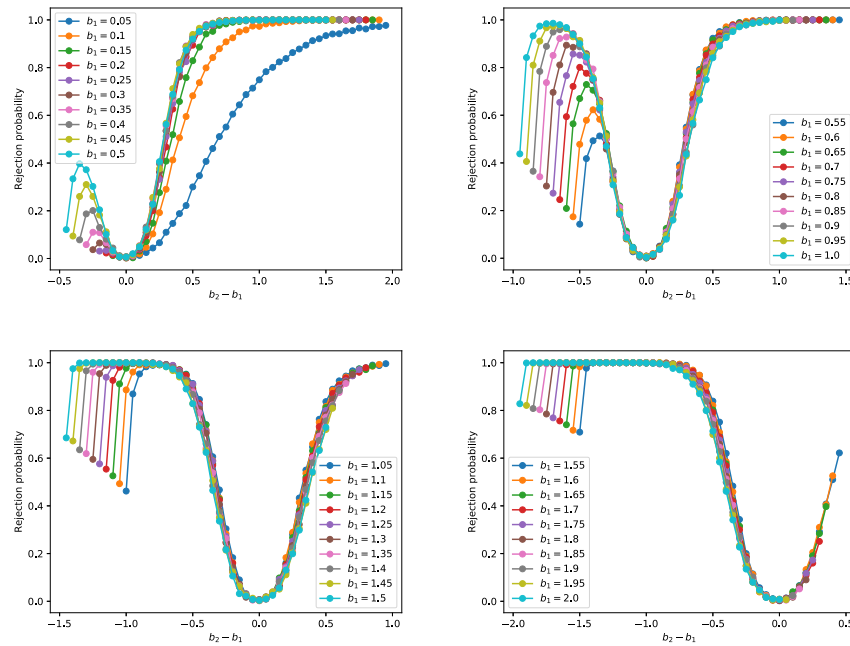 Rejection probability
1.0
0.8
0.6
0.4
0.2
0.0
b₁ = 0.05
b₁ = 0.1
b₁ = 0.15
b₁ = 0.2
b₁ = 0.25
b₁ = 0.3
b₁ = 0.35
b₁ = 0.4
b₁ = 0.45
b₁ = 0.5
−0.5 0.0 0.5 1.0 1.5 2.0
b₂ − b₁
Rejection probability
1.0
0.8
0.6
0.4
0.2
0.0
b₁ = 0.55
b₁ = 0.6
b₁ = 0.65
b₁ = 0.7
b₁ = 0.75
b₁ = 0.8
b₁ = 0.85
b₁ = 0.9
b₁ = 0.95
b₁ = 1.0
−1.0 −0.5 0.0 0.5 1.0 1.5
b₂ − b₁
Rejection probability
1.0
0.8
0.6
0.4
0.2
0.0
b₁ = 1.05
b₁ = 1.1
b₁ = 1.15
b₁ = 1.2
b₁ = 1.25
b₁ = 1.3
b₁ = 1.35
b₁ = 1.4
b₁ = 1.45
b₁ = 1.5
−1.5 −1.0 −0.5 0.0 0.5 1.0
b₂ − b₁
Rejection probability
1.0
0.8
0.6
0.4
0.2
0.0
b₁ = 1.55
b₁ = 1.6
b₁ = 1.65
b₁ = 1.7
b₁ = 1.75
b₁ = 1.8
b₁ = 1.85
b₁ = 1.9
b₁ = 1.95
b₁ = 2.0
−2.0 −1.5 −1.0 −0.5 0.0 0.5
b₂ − b₁